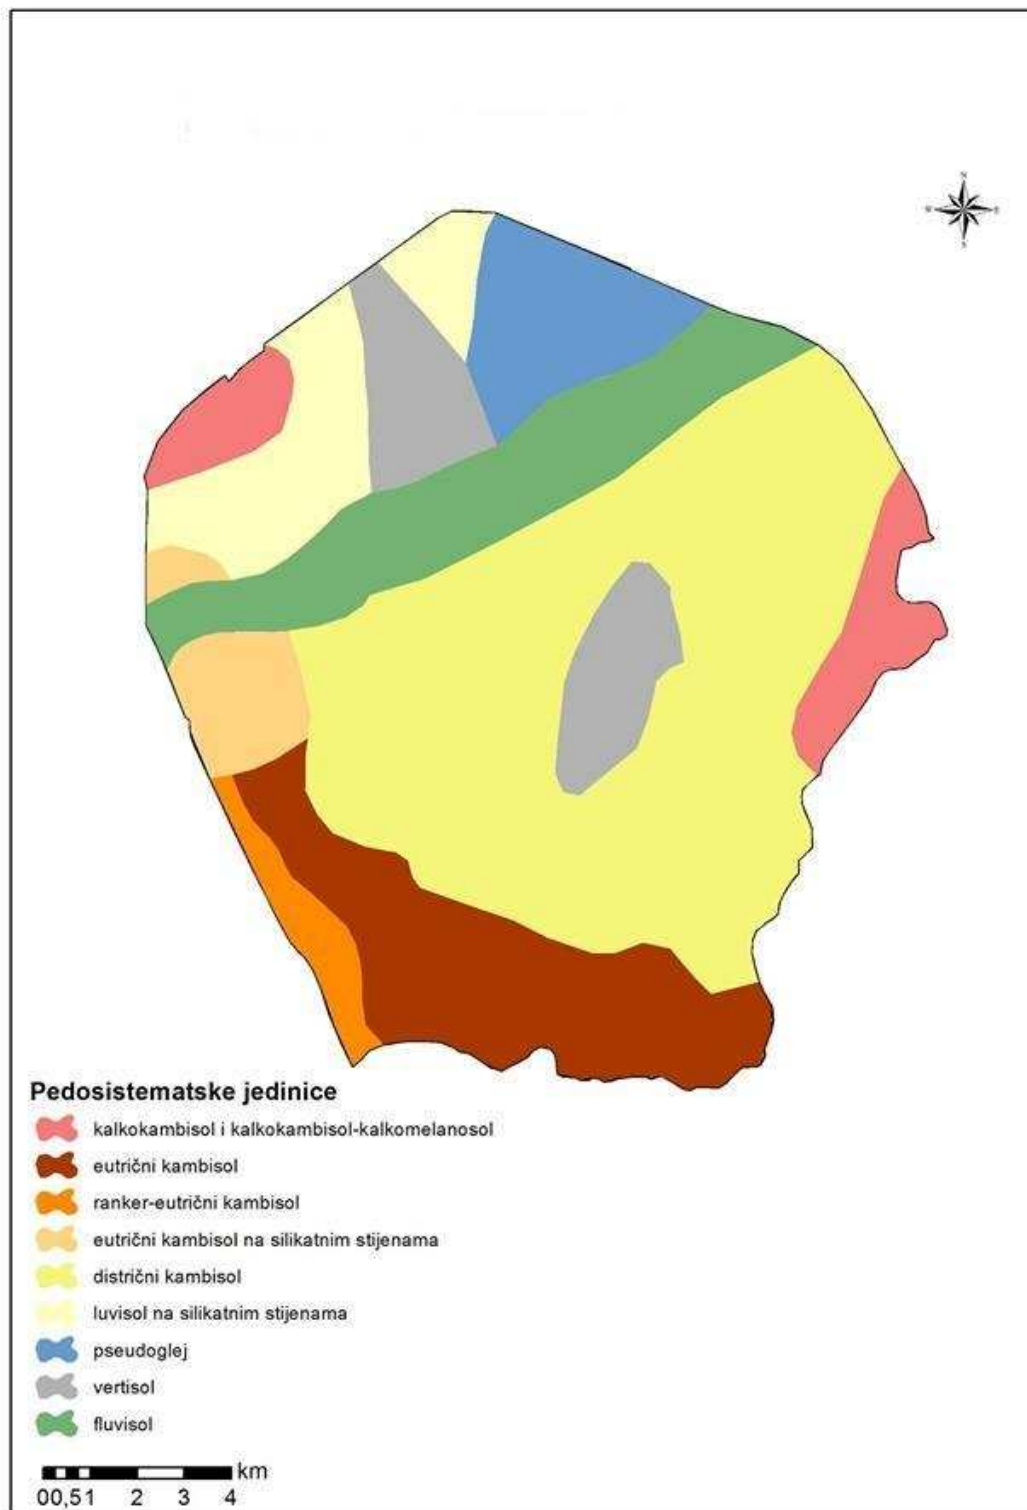 N
W E
S
Pedosistematske jedinice
kalkokambisol i kalkokambisol-kalkomelanosol
eutrični kambisol
ranker-eutrični kambisol
eutrični kambisol na silikatnim stijenama
distrični kambisol
luvisol na silikatnim stijenama
pseudoglej
vertisol
fluvisol
km
00,51 2 3 4